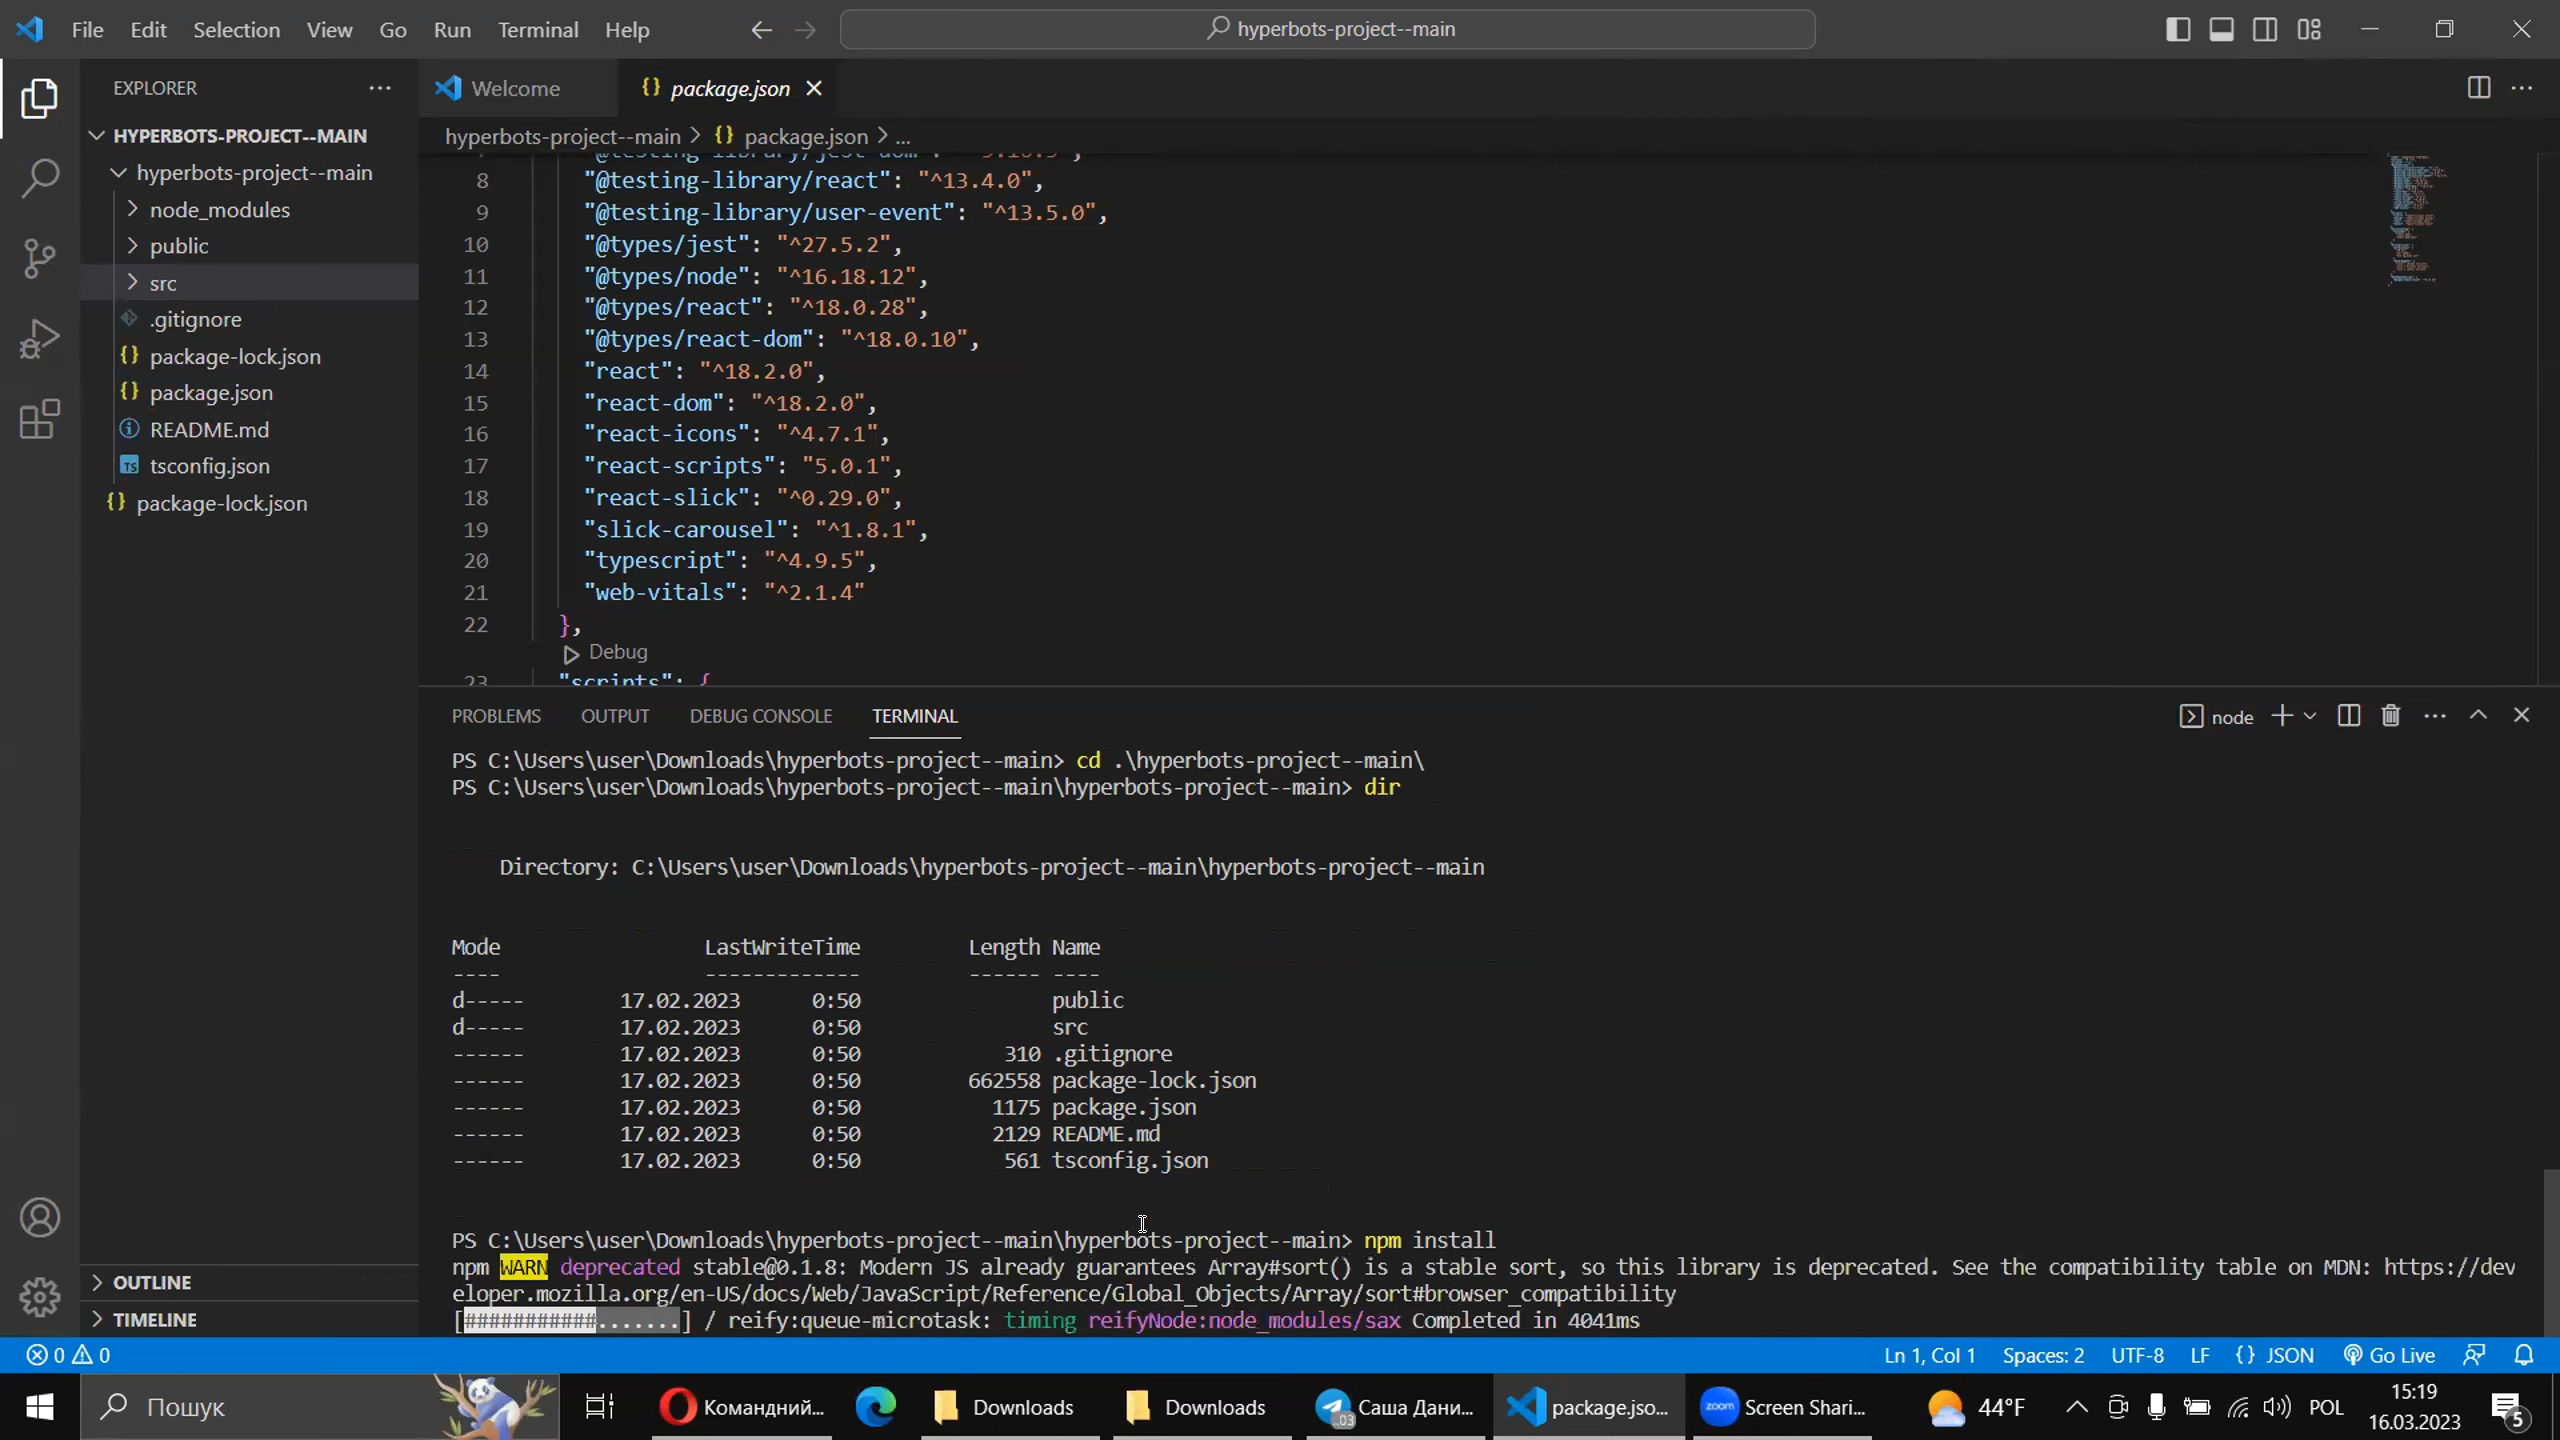 File Edit Selection View Go Run Terminal Help
hyperbots-project--main
EXPLORER
HYPERBOTS-PROJECT--MAIN
hyperbots-project--main
node_modules
public
src
.gitignore
package-lock.json
package.json
README.md
tsconfig.json
package-lock.json
OUTLINE
TIMELINE
Welcome
package.json
hyperbots-project--main > package.json > ...
8 "@testing-library/react": "^13.4.0",
9 "@testing-library/user-event": "^13.5.0",
10 "@types/jest": "^27.5.2",
11 "@types/node": "^16.18.12",
12 "@types/react": "^18.0.28",
13 "@types/react-dom": "^18.0.10",
14 "react": "^18.2.0",
15 "react-dom": "^18.2.0",
16 "react-icons": "^4.7.1",
17 "react-scripts": "5.0.1",
18 "react-slick": "^0.29.0",
19 "slick-carousel": "^1.8.1",
20 "typescript": "^4.9.5",
21 "web-vitals": "^2.1.4"
22 },
Debug
23 "scripts": {
PROBLEMS OUTPUT DEBUG CONSOLE TERMINAL
node
PS C:\Users\user\Downloads\hyperbots-project--main> cd .\hyperbots-project--main\
PS C:\Users\user\Downloads\hyperbots-project--main\hyperbots-project--main> dir
Directory: C:\Users\user\Downloads\hyperbots-project--main\hyperbots-project--main
Mode LastWriteTime Length Name
---- ------------- ------ ----
d----- 17.02.2023 0:50 public
d----- 17.02.2023 0:50 src
------ 17.02.2023 0:50 310 .gitignore
------ 17.02.2023 0:50 662558 package-lock.json
------ 17.02.2023 0:50 1175 package.json
------ 17.02.2023 0:50 2129 README.md
------ 17.02.2023 0:50 561 tsconfig.json
PS C:\Users\user\Downloads\hyperbots-project--main\hyperbots-project--main> npm install
npm WARN deprecated stable@0.1.8: Modern JS already guarantees Array#sort() is a stable sort, so this library is deprecated. See the compatibility table on MDN: https://dev
eloper.mozilla.org/en-US/docs/Web/JavaScript/Reference/Global_Objects/Array/sort#browser_compatibility
[###########.......] / reify:queue-microtask: timing reifyNode:node_modules/sax Completed in 4041ms
0 0
Ln 1, Col 1 Spaces: 2 UTF-8 LF {} JSON Go Live
Пошук
Командний...
Downloads
Downloads
Саша Дани...
..03
package.jso...
zoom
Screen Shari...
44°F
POL
15:19
16.03.2023
5